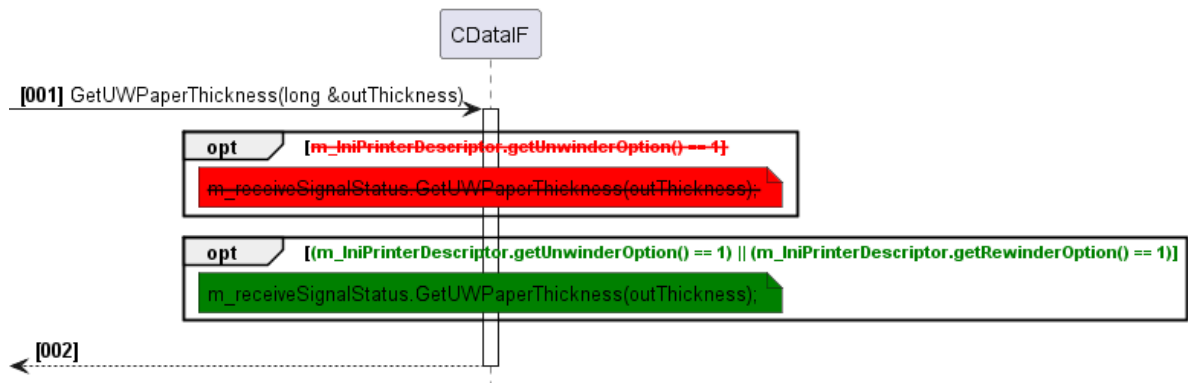 CDataIF
[001] GetUWPaperThickness(long &outThickness)
opt [m_IniPrinterDescriptor.getUnwinderOption() == 1]
m_receiveSignalStatus.GetUWPaperThickness(outThickness);
opt [(m_IniPrinterDescriptor.getUnwinderOption() == 1) || (m_IniPrinterDescriptor.getRewinderOption() == 1)]
m_receiveSignalStatus.GetUWPaperThickness(outThickness);
[002]